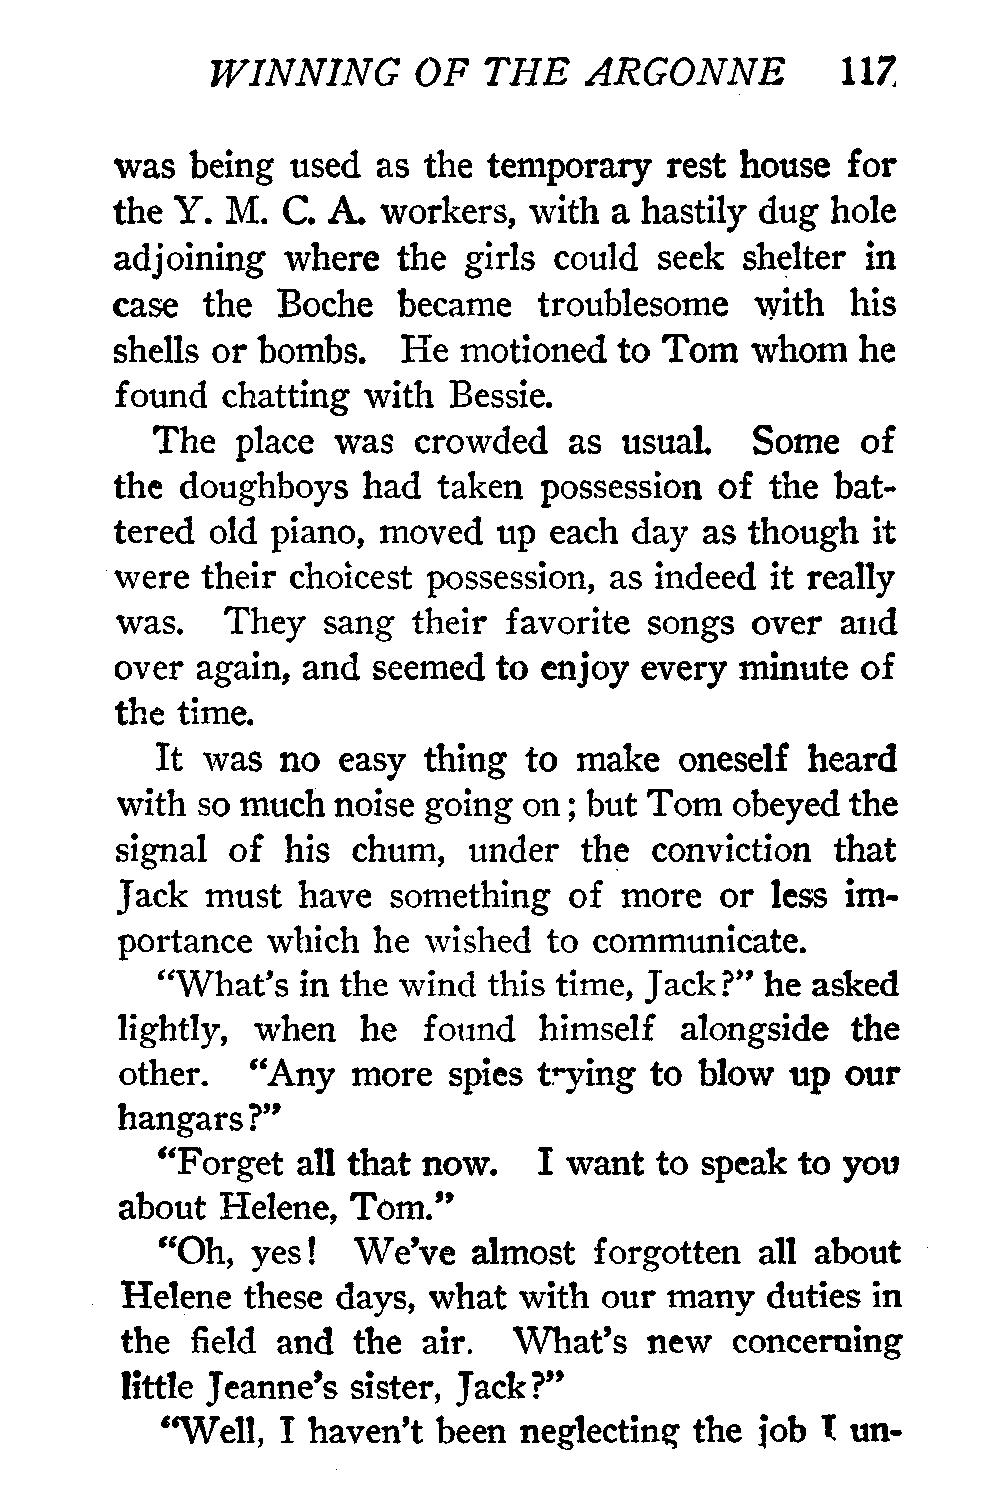 WINNING OF THE ARGONNE 117
was being used as the temporary rest house for
the Y. M. C. A. workers, with a hastily dug hole
adjoining where the girls could seek shelter in
case the Boche became troublesome with his
shells or bombs. He motioned to Tom whom he
found chatting with Bessie.
The place was crowded as usual. Some of
the doughboys had taken possession of the bat-
tered old piano, moved up each day as though it
were their choicest possession, as indeed it really
was. They sang their favorite songs over and
over again, and seemed to enjoy every minute of
the time.
It was no easy thing to make oneself heard
with so much noise going on; but Tom obeyed the
signal of his chum, under the conviction that
Jack must have something of more or less im-
portance which he wished to communicate.
"What's in the wind this time, Jack?" he asked
lightly, when he found himself alongside the
other. "Any more spies trying to blow up our
hangars?"
"Forget all that now. I want to speak to you
about Helene, Tom."
"Oh, yes! We've almost forgotten all about
Helene these days, what with our many duties in
the field and the air. What's new concerning
little Jeanne's sister, Jack?"
"Well, I haven't been neglecting the job I un-